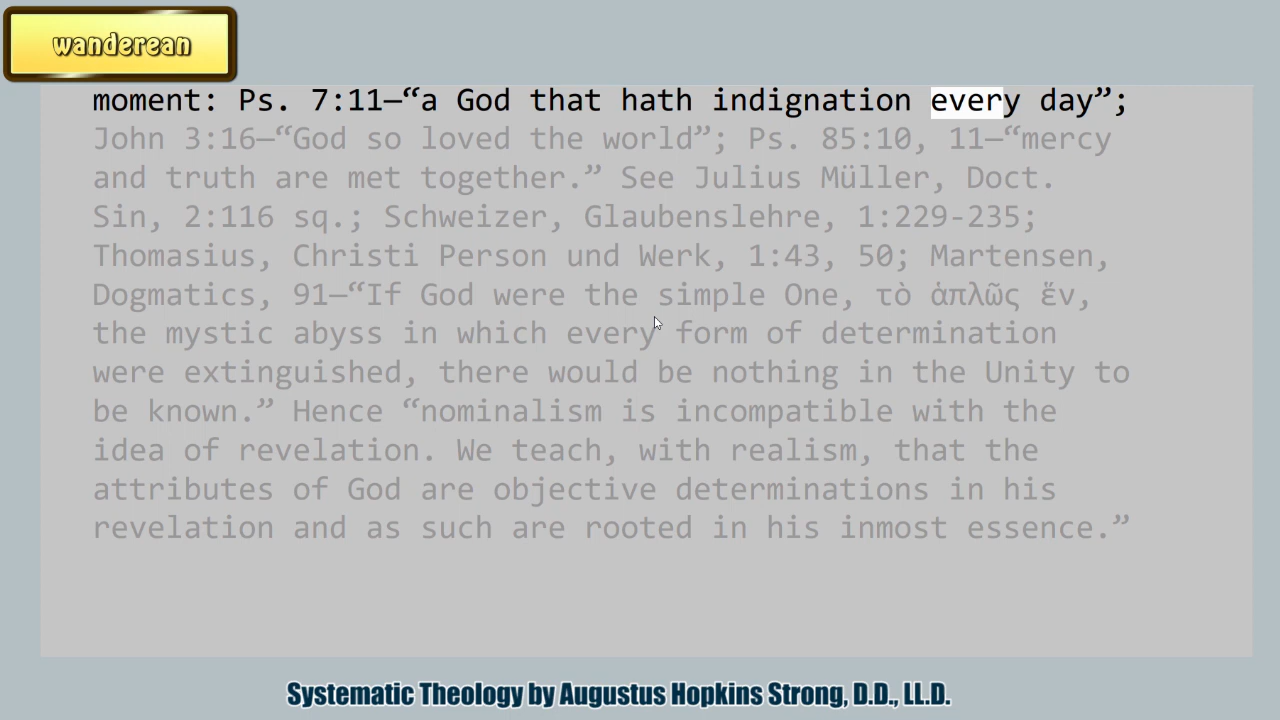 wanderean
moment: Ps. 7:11—“a God that hath indignation every day”;
John 3:16—“God so loved the world”; Ps. 85:10, 11—“mercy
and truth are met together.” See Julius Müller, Doct.
Sin, 2:116 sq.; Schweizer, Glaubenslehre, 1:229-235;
Thomasius, Christi Person und Werk, 1:43, 50; Martensen,
Dogmatics, 91—“If God were the simple One, τὸ ἁπλῶς ἕν,
the mystic abyss in which every form of determination
were extinguished, there would be nothing in the Unity to
be known.” Hence “nominalism is incompatible with the
idea of revelation. We teach, with realism, that the
attributes of God are objective determinations in his
revelation and as such are rooted in his inmost essence.”
Systematic Theology by Augustus Hopkins Strong, D.D., LL.D.